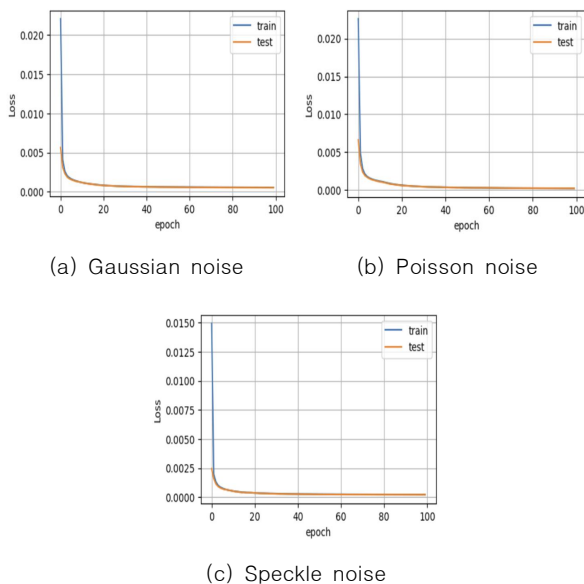 train
test
0.020
0.015
0.010
0.005
0.000
Loss
0 20 40 60 80 100
epoch
(a) Gaussian noise
train
test
0.020
0.015
0.010
0.005
0.000
Loss
0 20 40 60 80 100
epoch
(b) Poisson noise
train
test
0.0150
0.0125
0.0100
0.0075
0.0050
0.0025
0.0000
Loss
0 20 40 60 80 100
epoch
(c) Speckle noise